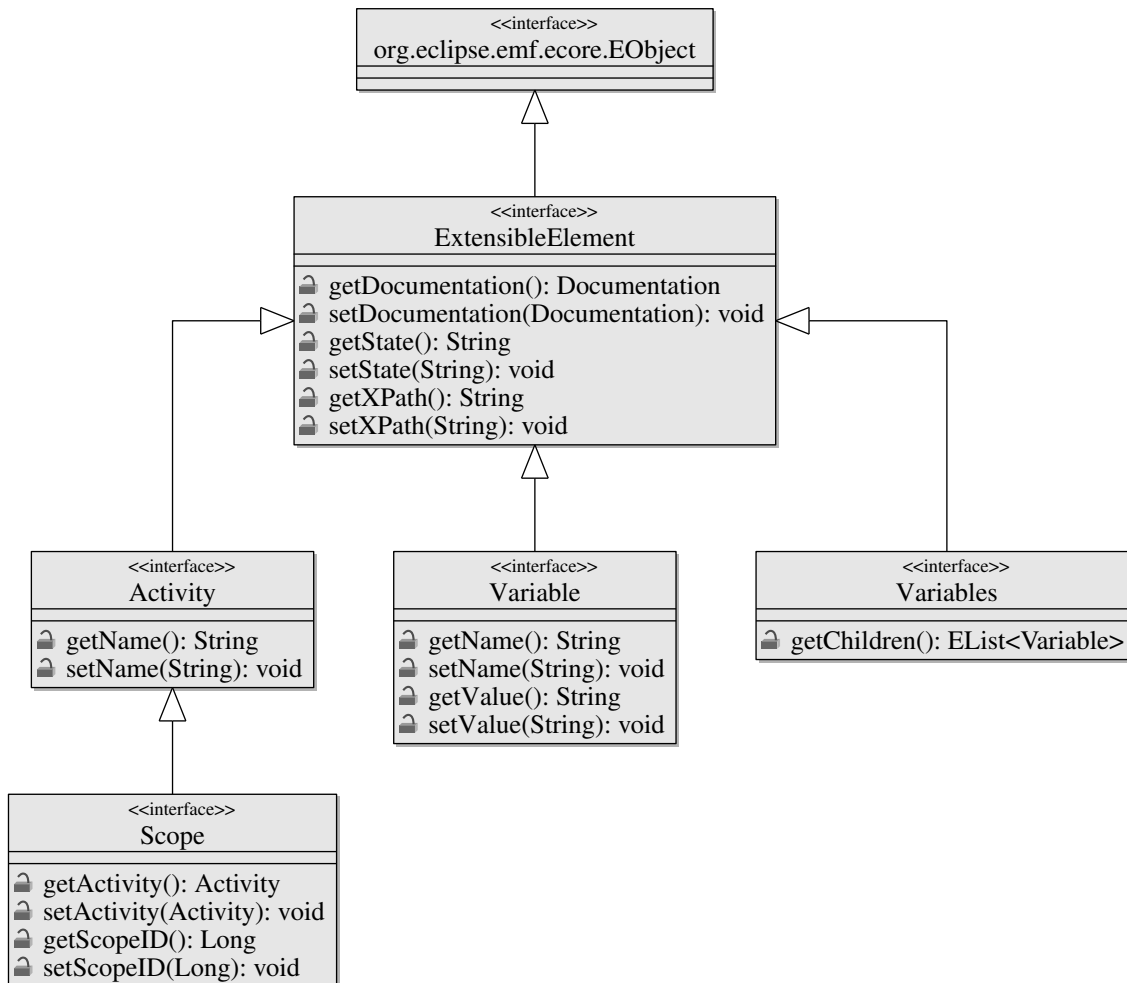 <<interface>>
org.eclipse.emf.ecore.EObject
<<interface>>
ExtensibleElement
getDocumentation(): Documentation
setDocumentation(Documentation): void
getState(): String
setState(String): void
getXPath(): String
setXPath(String): void
<<interface>>
Activity
getName(): String
setName(String): void
<<interface>>
Variable
getName(): String
setName(String): void
getValue(): String
setValue(String): void
<<interface>>
Variables
getChildren(): EList<Variable>
<<interface>>
Scope
getActivity(): Activity
setActivity(Activity): void
getScopeID(): Long
setScopeID(Long): void